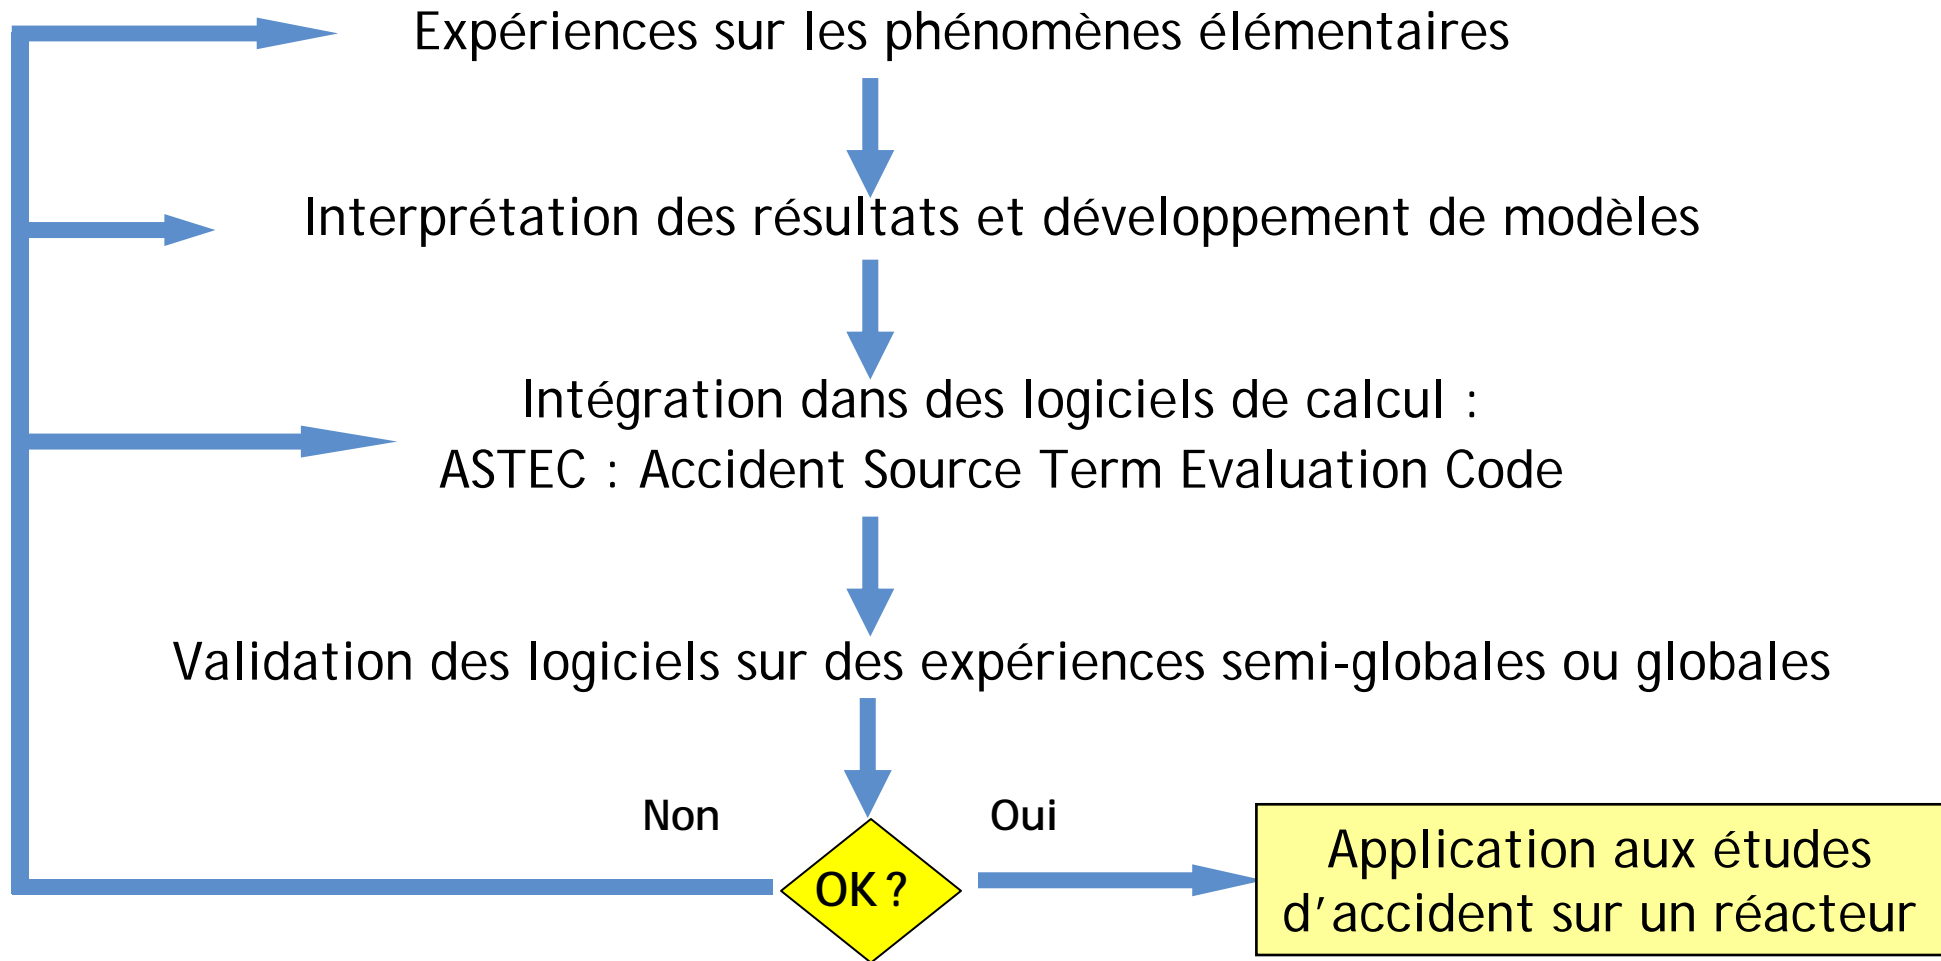 Expériences sur les phénomènes élémentaires
Interprétation des résultats et développement de modèles
Intégration dans des logiciels de calcul :
ASTEC : Accident Source Term Evaluation Code
Validation des logiciels sur des expériences semi-globales ou globales
Non
Oui
OK ?
Application aux études
d’accident sur un réacteur